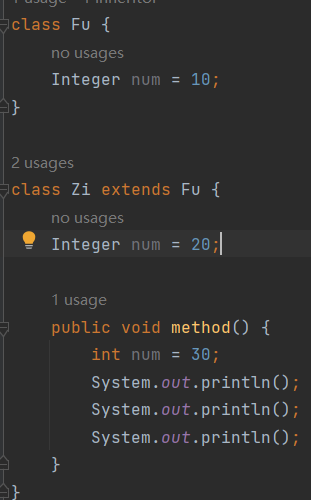 1 usage 1 inheritor
class Fu {
no usages
Integer num = 10;
}
2 usages
class Zi extends Fu {
no usages
Integer num = 20;
1 usage
public void method() {
int num = 30;
System.out.println();
System.out.println();
System.out.println();
}
}